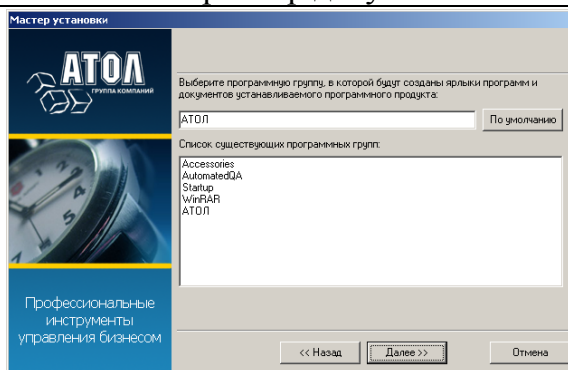 Мастер установки
АТОЛ
ГРУППА КОМПАНИЙ
Выберите программную группу, в которой будут созданы ярлыки программ и
документов устанавливаемого программного продукта:
АТОЛ
По умолчанию
Список существующих программных групп:
Accessories
AutomatedQA
Startup
WinRAR
АТОЛ
Профессиональные
инструменты
управления бизнесом
<< Назад
Далее >>
Отмена